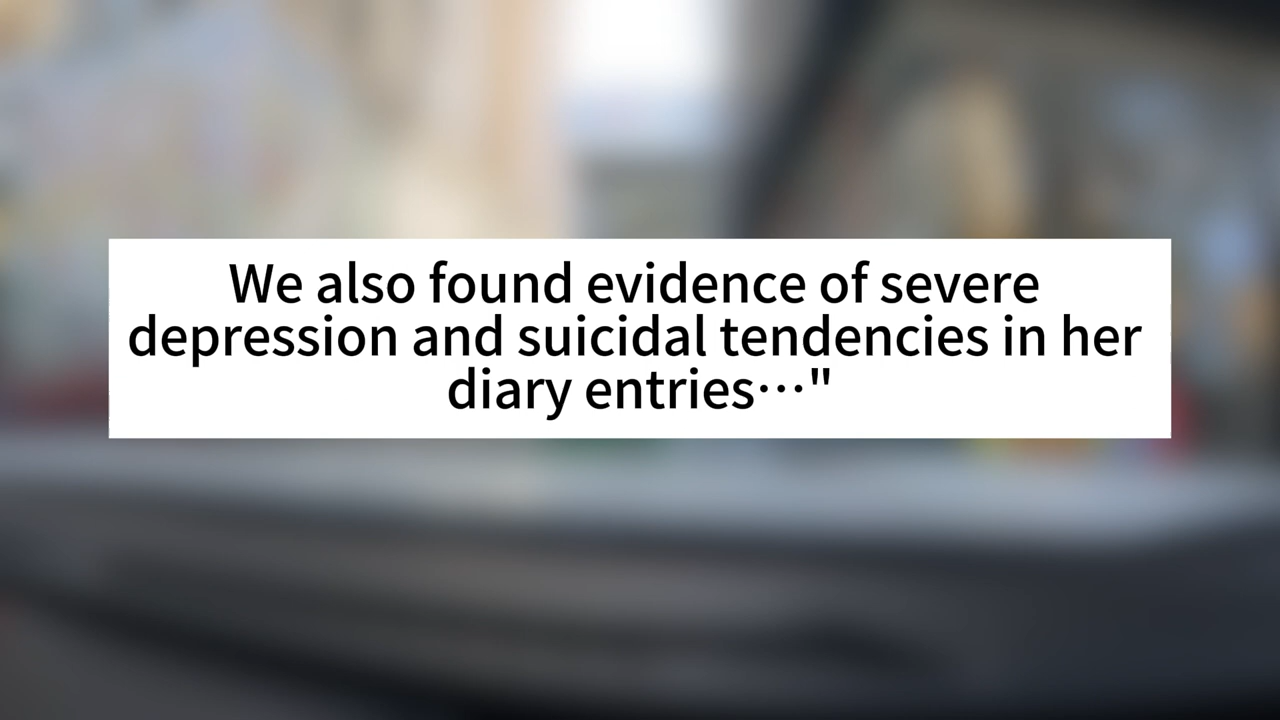 We also found evidence of severe
depression and suicidal tendencies in her
diary entries…"